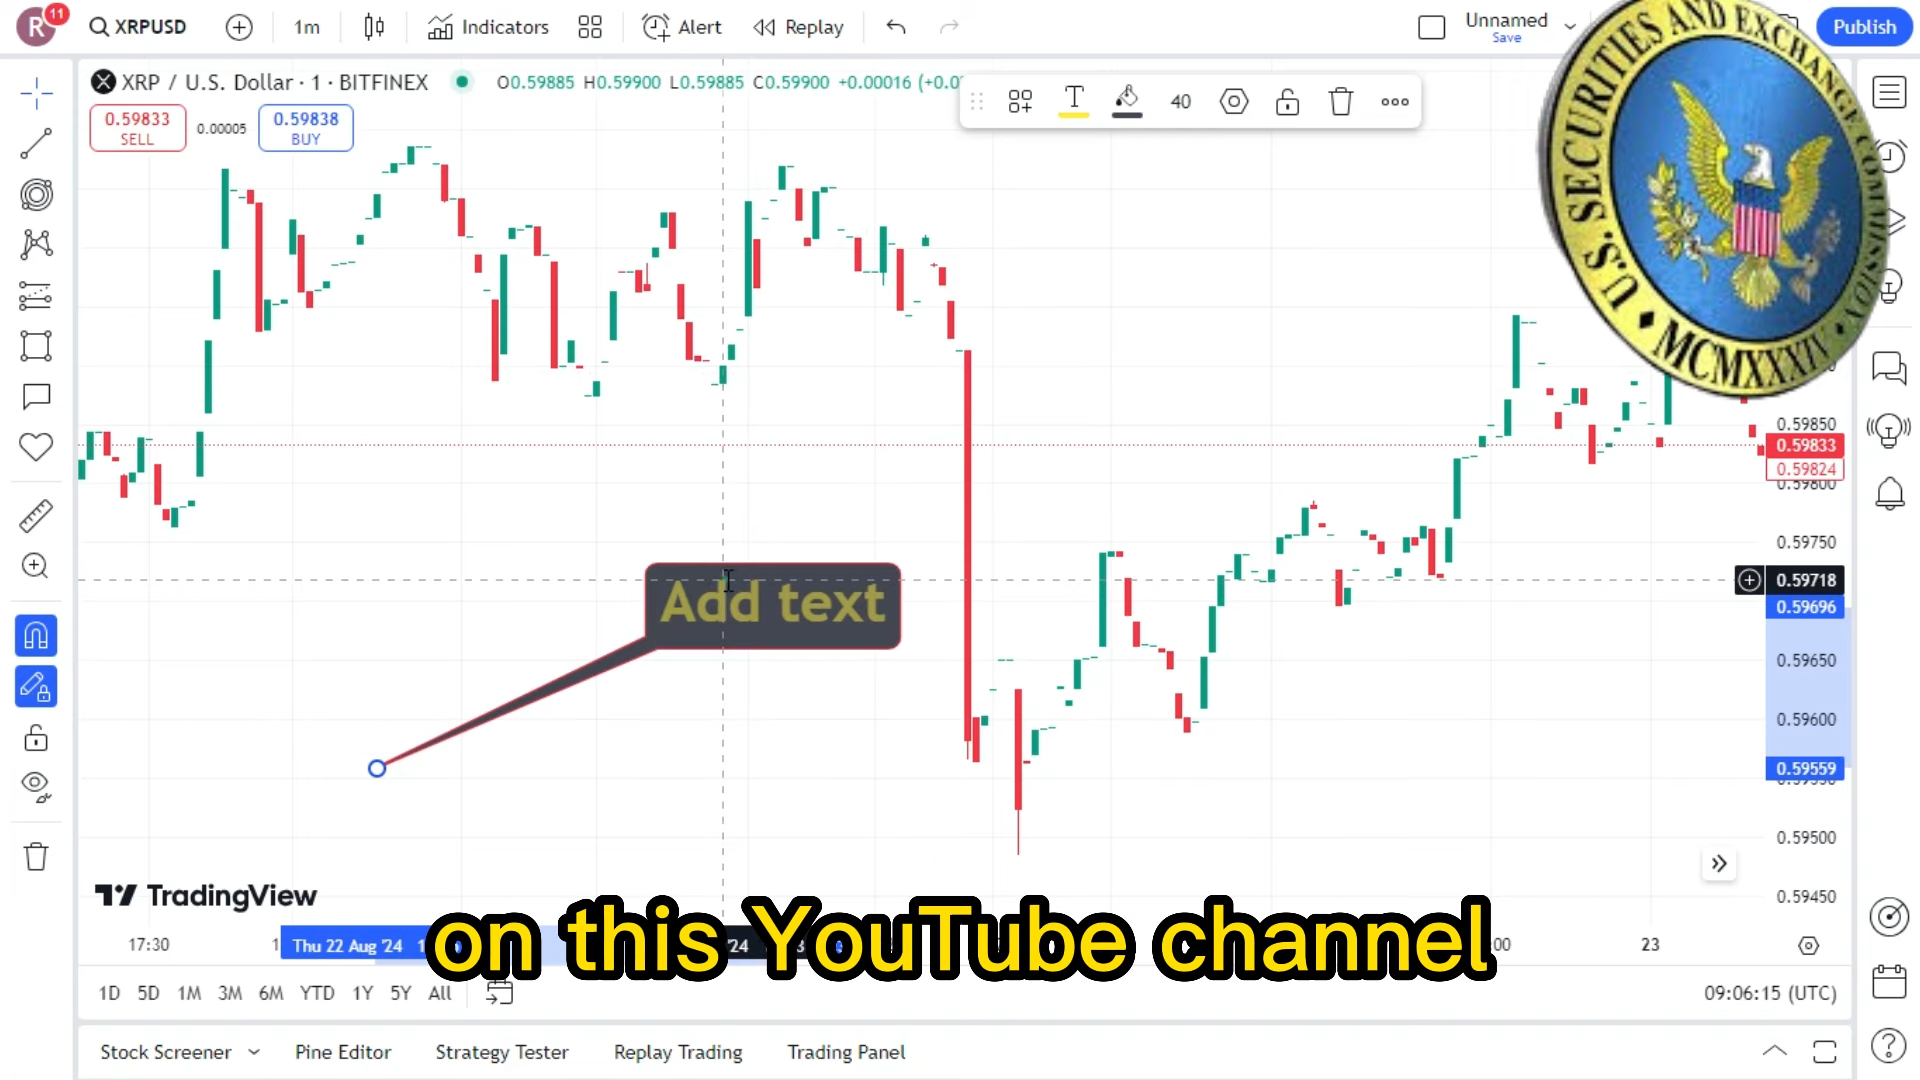 R
11
XRPUSD
1m
Indicators
Alert
Replay
Unnamed
Save
Publish
XRP / U.S. Dollar · 1 · BITFINEX
O0.59885 H0.59900 L0.59885 C0.59900 +0.00016
0.59833
SELL
0.00005
0.59838
BUY
T
40
U.S. SECURITIES AND EXCHANGE COMMISSION
MCMXXXIV
0.59850
0.59833
0.59824
0.59800
0.59750
0.59718
0.59696
0.59650
0.59600
0.59559
0.59500
0.59450
Add text
TradingView
on this YouTube channel
17:30
Thu 22 Aug '24
23
1D 5D 1M 3M 6M YTD 1Y 5Y All
09:06:15 (UTC)
Stock Screener
Pine Editor
Strategy Tester
Replay Trading
Trading Panel